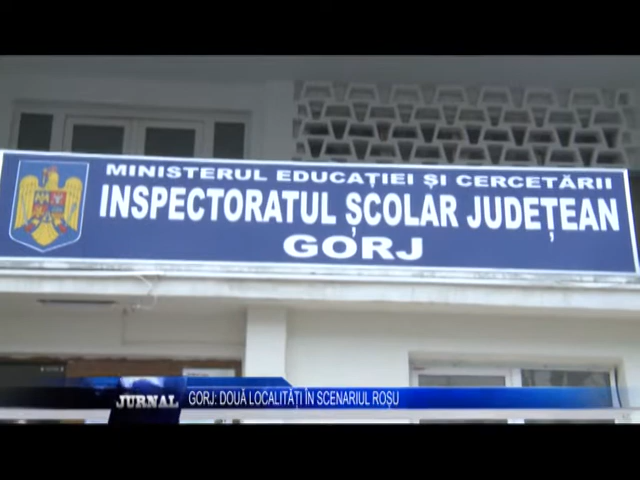 MINISTERUL EDUCAȚIEI ȘI CERCETĂRII
INSPECTORATUL ȘCOLAR JUDEȚEAN
GORJ
JURNAL
GORJ: DOUĂ LOCALITĂȚI ÎN SCENARIUL ROȘU